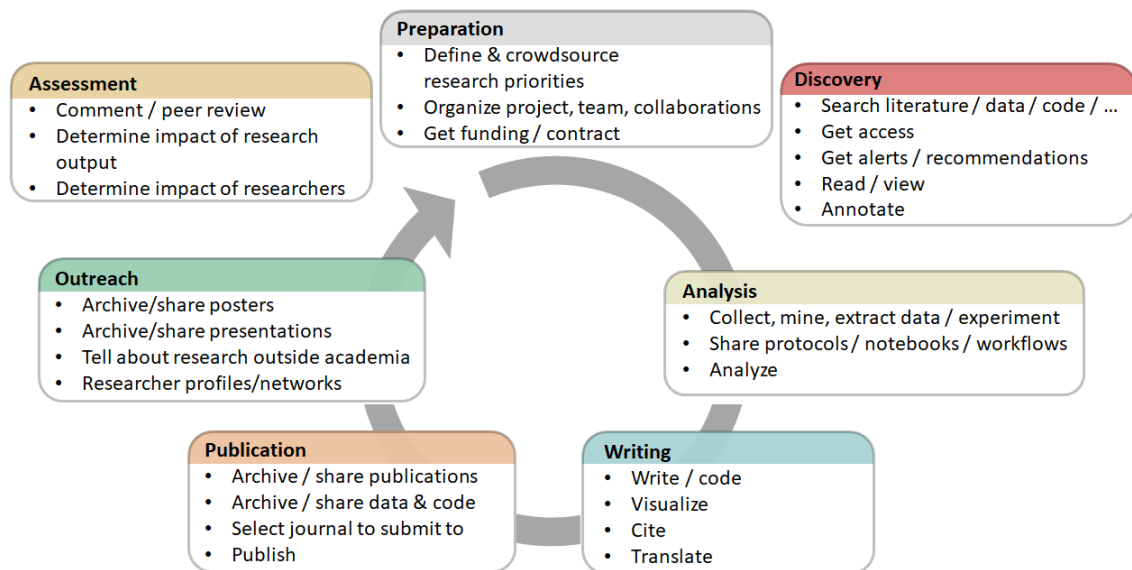 Preparation
• Define & crowdsource
research priorities
• Organize project, team, collaborations
• Get funding / contract
Discovery
• Search literature / data / code / ...
• Get access
• Get alerts / recommendations
• Read / view
• Annotate
Analysis
• Collect, mine, extract data / experiment
• Share protocols / notebooks / workflows
• Analyze
Writing
• Write / code
• Visualize
• Cite
• Translate
Publication
• Archive / share publications
• Archive / share data & code
• Select journal to submit to
• Publish
Outreach
• Archive/share posters
• Archive/share presentations
• Tell about research outside academia
• Researcher profiles/networks
Assessment
• Comment / peer review
• Determine impact of research
output
• Determine impact of researchers